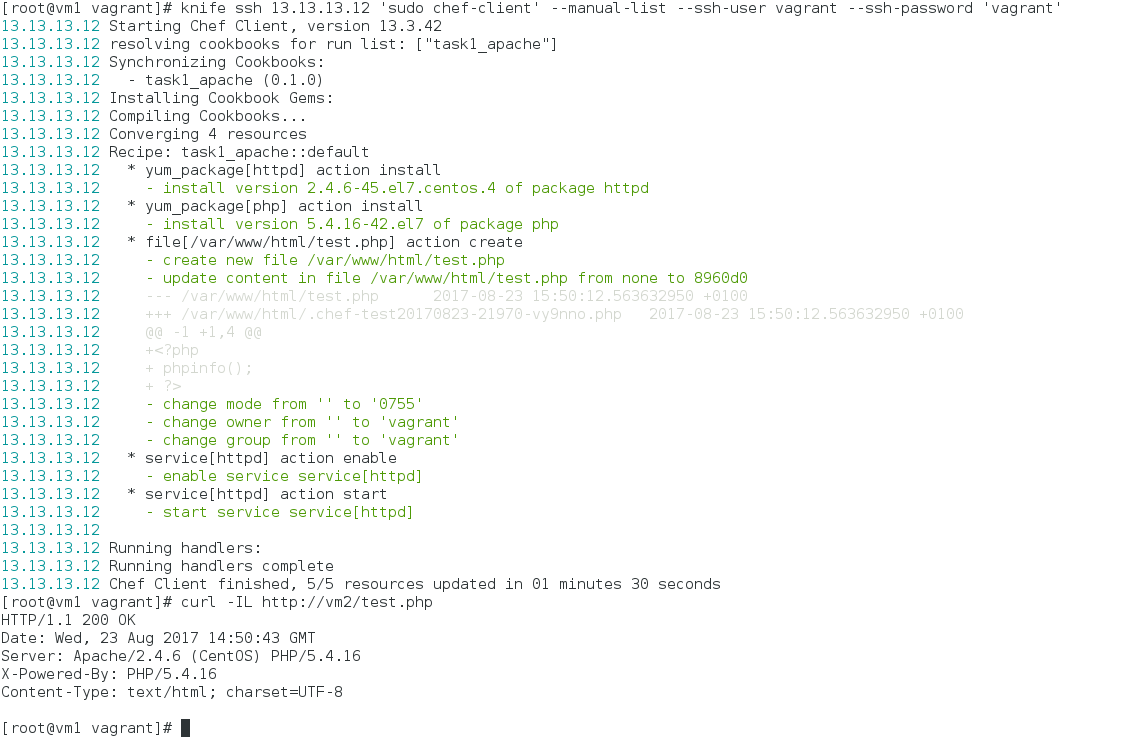 [root@vm1 vagrant]# knife ssh 13.13.13.12 'sudo chef-client' --manual-list --ssh-user vagrant --ssh-password 'vagrant'
13.13.13.12 Starting Chef Client, version 13.3.42
13.13.13.12 resolving cookbooks for run list: ["task1_apache"]
13.13.13.12 Synchronizing Cookbooks:
13.13.13.12   - task1_apache (0.1.0)
13.13.13.12 Installing Cookbook Gems:
13.13.13.12 Compiling Cookbooks...
13.13.13.12 Converging 4 resources
13.13.13.12 Recipe: task1_apache::default
13.13.13.12   * yum_package[httpd] action install
13.13.13.12     - install version 2.4.6-45.el7.centos.4 of package httpd
13.13.13.12   * yum_package[php] action install
13.13.13.12     - install version 5.4.16-42.el7 of package php
13.13.13.12   * file[/var/www/html/test.php] action create
13.13.13.12     - create new file /var/www/html/test.php
13.13.13.12     - update content in file /var/www/html/test.php from none to 8960d0
13.13.13.12     --- /var/www/html/test.php      2017-08-23 15:50:12.563632950 +0100
13.13.13.12     +++ /var/www/html/.chef-test20170823-21970-vy9nno.php   2017-08-23 15:50:12.563632950 +0100
13.13.13.12     @@ -1 +1,4 @@
13.13.13.12     +<?php
13.13.13.12     + phpinfo();
13.13.13.12     + ?>
13.13.13.12     - change mode from '' to '0755'
13.13.13.12     - change owner from '' to 'vagrant'
13.13.13.12     - change group from '' to 'vagrant'
13.13.13.12   * service[httpd] action enable
13.13.13.12     - enable service service[httpd]
13.13.13.12   * service[httpd] action start
13.13.13.12     - start service service[httpd]
13.13.13.12
13.13.13.12 Running handlers:
13.13.13.12 Running handlers complete
13.13.13.12 Chef Client finished, 5/5 resources updated in 01 minutes 30 seconds
[root@vm1 vagrant]# curl -IL http://vm2/test.php
HTTP/1.1 200 OK
Date: Wed, 23 Aug 2017 14:50:43 GMT
Server: Apache/2.4.6 (CentOS) PHP/5.4.16
X-Powered-By: PHP/5.4.16
Content-Type: text/html; charset=UTF-8

[root@vm1 vagrant]#